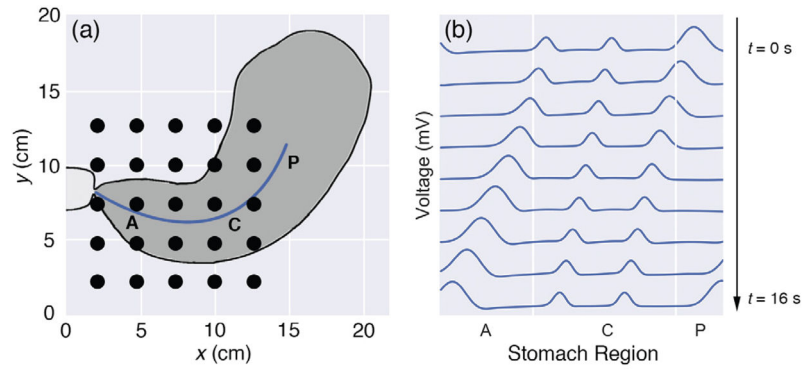 (a)
20
15
10
5
0
0
5
10
15
20
y (cm)
x (cm)
A
C
P
(b)
Voltage (mV)
A
C
P
Stomach Region
t = 0 s
t = 16 s